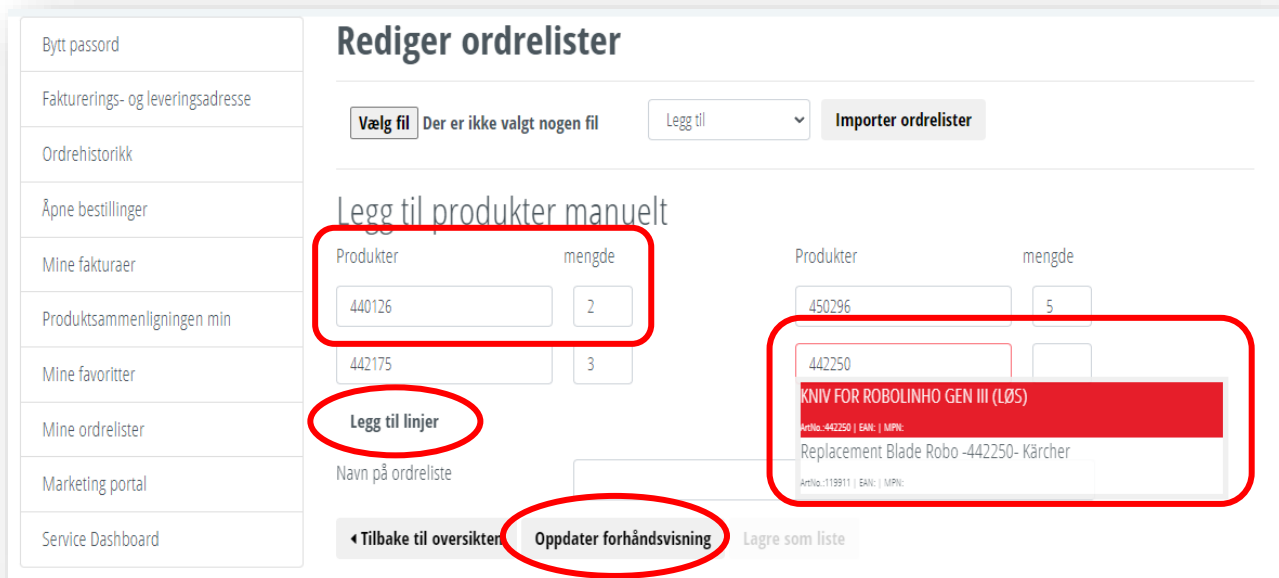 Bytt passord
Fakturerings- og leveringsadresse
Ordrehistorikk
Åpne bestillinger
Mine fakturaer
Produktsammenligningen min
Mine favoritter
Mine ordrelister
Marketing portal
Service Dashboard
Rediger ordrelister
Vælg fil Der er ikke valgt nogen fil Legg til Importer ordrelister
Legg til produkter manuelt
Produkter mengde Produkter mengde
440126 2 450296 5
442175 3 442250
KNIV FOR ROBOLINHO GEN III (LØS)
ArtNo.:442250 | EAN: | MPN:
Replacement Blade Robo -442250- Kärcher
ArtNo.:119911 | EAN: | MPN:
Legg til linjer
Navn på ordreliste
Tilbake til oversikten Oppdater forhåndsvisning Lagre som liste